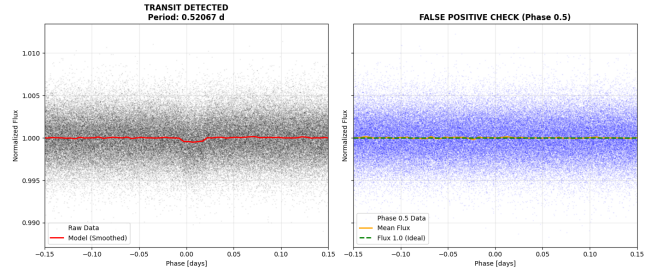 TRANSIT DETECTED
Period: 0.52067 d
Normalized Flux
1.010
1.005
1.000
0.995
0.990
Raw Data
Model (Smoothed)
−0.15 −0.10 −0.05 0.00 0.05 0.10 0.15
Phase [days]
FALSE POSITIVE CHECK (Phase 0.5)
Normalized Flux
Phase 0.5 Data
Mean Flux
Flux 1.0 (Ideal)
−0.15 −0.10 −0.05 0.00 0.05 0.10 0.15
Phase [days]